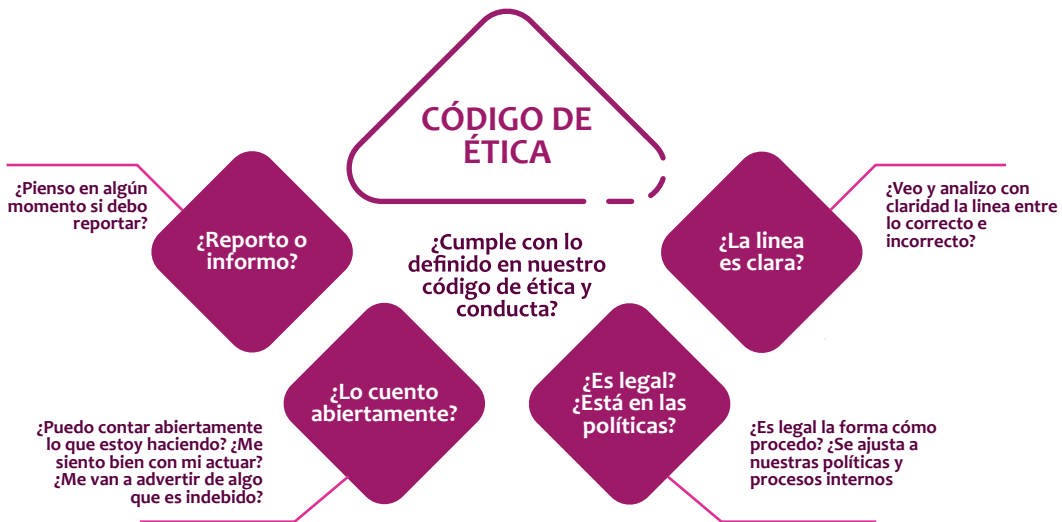 CÓDIGO DE
ÉTICA
¿Cumple con lo
definido en nuestro
código de ética y
conducta?
¿Reporto o
informo?
¿Pienso en algún
momento si debo
reportar?
¿Lo cuento
abiertamente?
¿Puedo contar abiertamente
lo que estoy haciendo? ¿Me
siento bien con mi actuar?
¿Me van a advertir de algo
que es indebido?
¿Es legal?
¿Está en las
políticas?
¿Es legal la forma cómo
procedo? ¿Se ajusta a
nuestras políticas y
procesos internos
¿La linea
es clara?
¿Veo y analizo con
claridad la linea entre
lo correcto e
incorrecto?